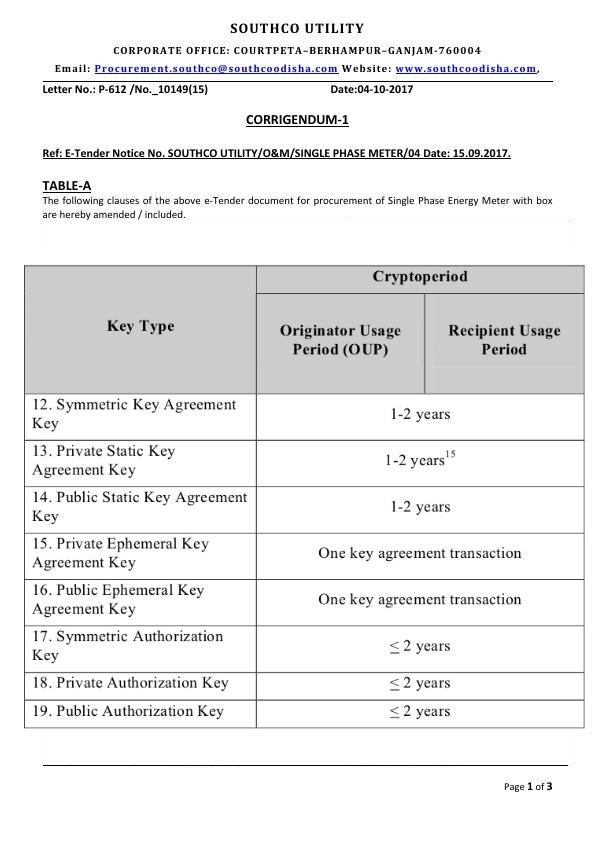 SOUTHCO UTILITY
CORPORATE OFFICE: COURTPETA–BERHAMPUR–GANJAM-760004
Email: Procurement.southco@southcoodisha.com Website: www.southcoodisha.com,
Letter No.: P-612 /No._10149(15) Date:04-10-2017
CORRIGENDUM-1
Ref: E-Tender Notice No. SOUTHCO UTILITY/O&M/SINGLE PHASE METER/04 Date: 15.09.2017.
TABLE-A
The following clauses of the above e-Tender document for procurement of Single Phase Energy Meter with box
are hereby amended / included.
Key Type
Cryptoperiod
Originator Usage
Period (OUP)
Recipient Usage
Period
12. Symmetric Key Agreement
Key
1-2 years
13. Private Static Key
Agreement Key
1-2 years15
14. Public Static Key Agreement
Key
1-2 years
15. Private Ephemeral Key
Agreement Key
One key agreement transaction
16. Public Ephemeral Key
Agreement Key
One key agreement transaction
17. Symmetric Authorization
Key
≤ 2 years
18. Private Authorization Key
≤ 2 years
19. Public Authorization Key
≤ 2 years
Page 1 of 3